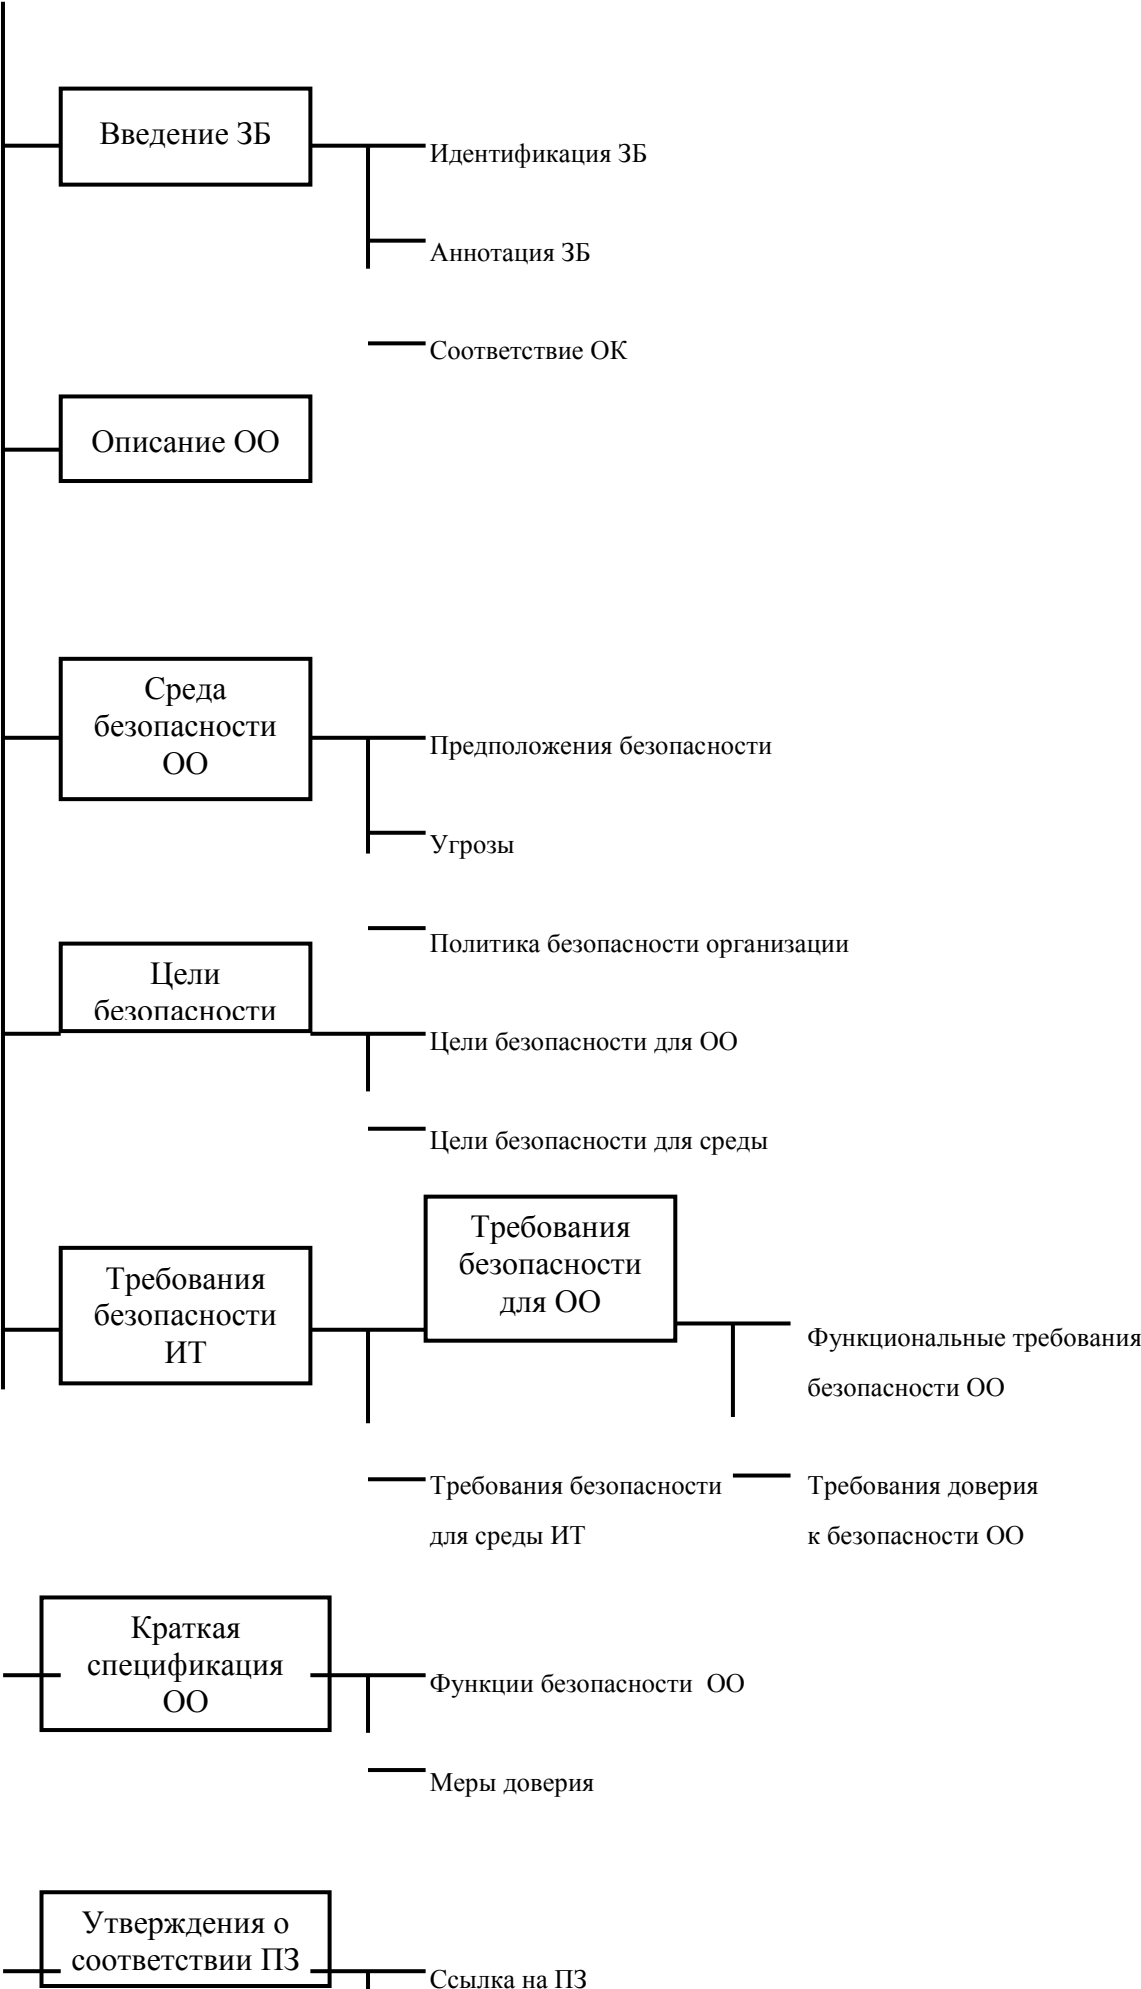 Введение ЗБ
Идентификация ЗБ
Аннотация ЗБ
Соответствие ОК
Описание ОО
Среда
безопасности
ОО
Предположения безопасности
Угрозы
Политика безопасности организации
Цели
безопасности
Цели безопасности для ОО
Цели безопасности для среды
Требования
безопасности
ИТ
Требования
безопасности
для ОО
Функциональные требования
безопасности ОО
Требования безопасности
для среды ИТ
Требования доверия
к безопасности ОО
Краткая
спецификация
ОО
Функции безопасности  ОО
Меры доверия
Утверждения о
соответствии ПЗ
Ссылка на ПЗ